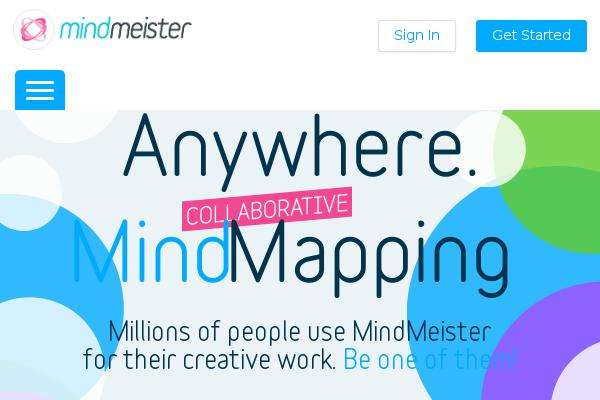 mindmeister
Sign In
Get Started
Anywhere.
COLLABORATIVE
MindMapping
Millions of people use MindMeister
for their creative work. Be one of them!